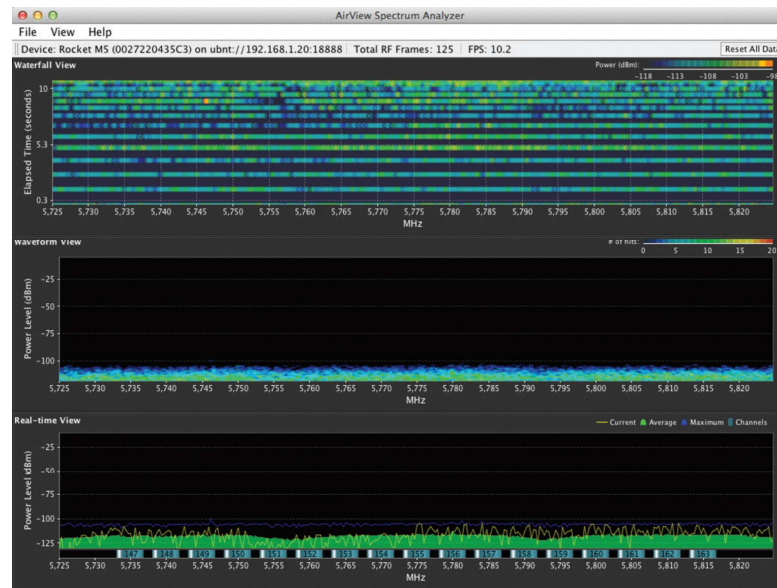 AirView Spectrum Analyzer
File View Help
Device: Rocket M5 (0027220435C3) on ubnt://192.168.1.20:18888 Total RF Frames: 125 FPS: 10.2 Reset All Data
Waterfall View Power (dBm):
-118 -113 -108 -103 -98
Elapsed Time (seconds)
10
5.3
0.3
5,725 5,730 5,735 5,740 5,745 5,750 5,755 5,760 5,765 5,770 5,775 5,780 5,785 5,790 5,795 5,800 5,805 5,810 5,815 5,820
MHz
Waveform View # of hits: 0 5 10 15 20
Power Level (dBm)
-25
-50
-75
-100
5,725 5,730 5,735 5,740 5,745 5,750 5,755 5,760 5,765 5,770 5,775 5,780 5,785 5,790 5,795 5,800 5,805 5,810 5,815 5,820
MHz
Real-time View Current Average Maximum Channels
Power Level (dBm)
-25
-50
-75
-100
-125
147 148 149 150 151 152 153 154 155 156 157 158 159 160 161 162 163
5,725 5,730 5,735 5,740 5,745 5,750 5,755 5,760 5,765 5,770 5,775 5,780 5,785 5,790 5,795 5,800 5,805 5,810 5,815 5,820
MHz